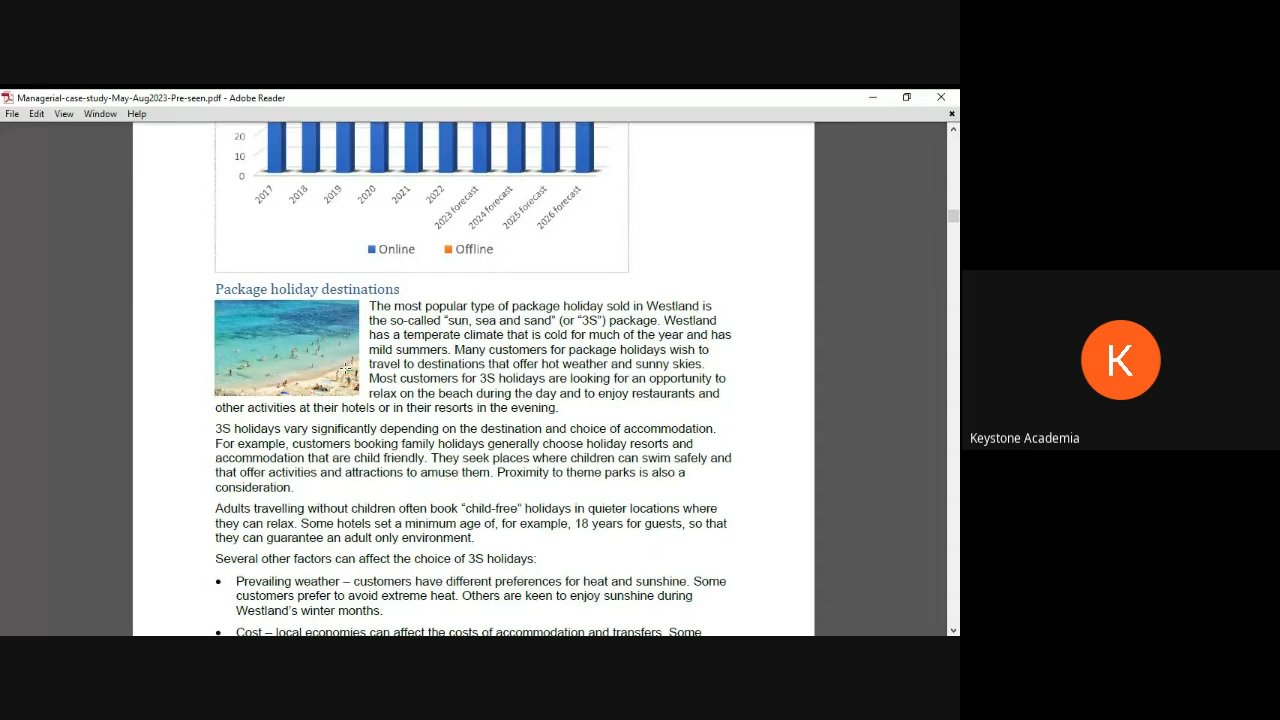 Managerial-case-study-May-Aug2023-Pre-seen.pdf - Adobe Reader
File Edit View Window Help
20
10
0
2017 2018 2019 2020 2021 2022 2023 forecast 2024 forecast 2025 forecast 2026 forecast
Online Offline
Package holiday destinations
The most popular type of package holiday sold in Westland is
the so-called “sun, sea and sand” (or “3S”) package. Westland
has a temperate climate that is cold for much of the year and has
mild summers. Many customers for package holidays wish to
travel to destinations that offer hot weather and sunny skies.
Most customers for 3S holidays are looking for an opportunity to
relax on the beach during the day and to enjoy restaurants and
other activities at their hotels or in their resorts in the evening.
3S holidays vary significantly depending on the destination and choice of accommodation.
For example, customers booking family holidays generally choose holiday resorts and
accommodation that are child friendly. They seek places where children can swim safely and
that offer activities and attractions to amuse them. Proximity to theme parks is also a
consideration.
Adults travelling without children often book “child-free” holidays in quieter locations where
they can relax. Some hotels set a minimum age of, for example, 18 years for guests, so that
they can guarantee an adult only environment.
Several other factors can affect the choice of 3S holidays:
• Prevailing weather – customers have different preferences for heat and sunshine. Some
customers prefer to avoid extreme heat. Others are keen to enjoy sunshine during
Westland’s winter months.
• Cost – local economies can affect the costs of accommodation and transfers. Some
K
Keystone Academia